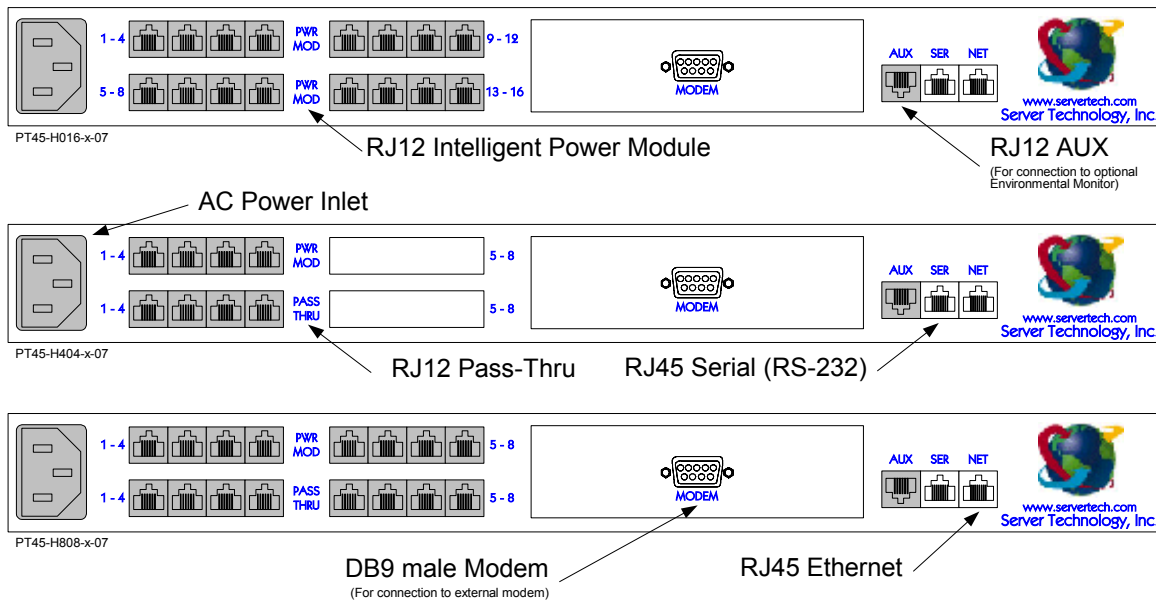 1 - 4 PWR MOD 9 - 12
5 - 8 PWR MOD 13 - 16
MODEM
AUX SER NET
www.servertech.com
Server Technology, Inc.
PT45-H016-x-07
RJ12 Intelligent Power Module
RJ12 AUX
(For connection to optional
Environmental Monitor)
AC Power Inlet
1 - 4 PWR MOD 5 - 8
1 - 4 PASS THRU 5 - 8
MODEM
AUX SER NET
www.servertech.com
Server Technology, Inc.
PT45-H404-x-07
RJ12 Pass-Thru
RJ45 Serial (RS-232)
1 - 4 PWR MOD 5 - 8
1 - 4 PASS THRU 5 - 8
MODEM
AUX SER NET
www.servertech.com
Server Technology, Inc.
PT45-H808-x-07
DB9 male Modem
(For connection to external modem)
RJ45 Ethernet